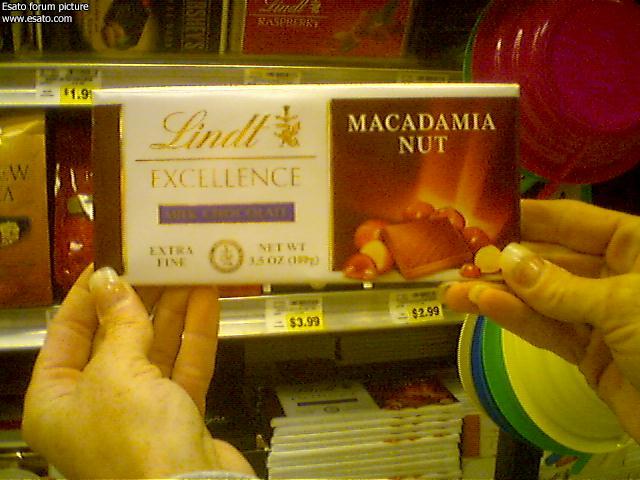 Esato forum picture
www.esato.com
Lindt
RASPBERRY
$1.99
Lindt
EXCELLENCE
MILK CHOCOLATE
EXTRA
FINE
NET WT
3.5 OZ (100g)
MACADAMIA
NUT
$3.99
$2.99